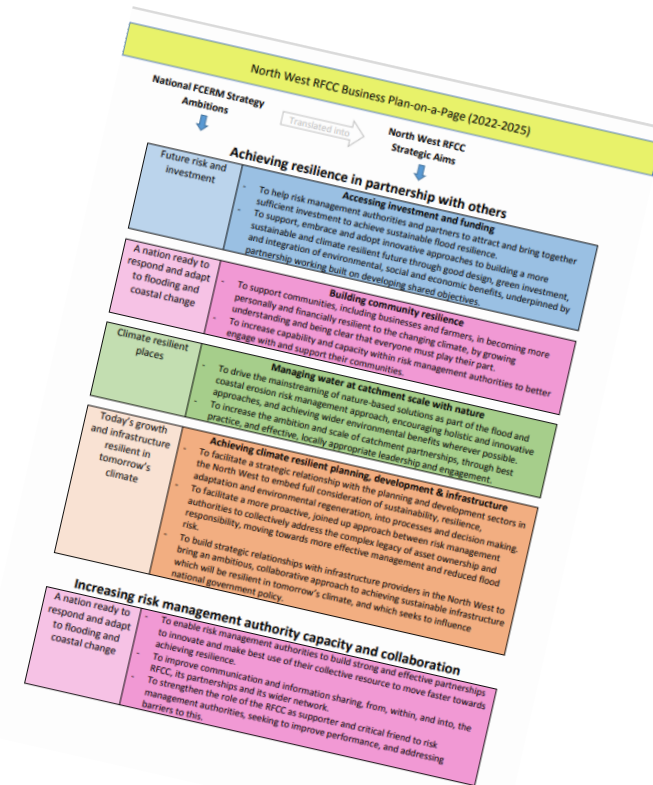 North West RFCC Business Plan-on-a-Page (2022-2025)
National FCERM Strategy
Ambitions
Translated into
North West RFCC
Strategic Aims
Achieving resilience in partnership with others
Future risk and
investment
Accessing investment and funding
- To help risk management authorities and partners to attract and bring together
sufficient investment to achieve sustainable flood resilience.
- To support, embrace and adopt innovative approaches to building a more
sustainable and climate resilient future through good design, green investment,
and integration of environmental, social and economic benefits, underpinned by
partnership working built on developing shared objectives.
A nation ready to
respond and adapt
to flooding and
coastal change
Building community resilience
- To support communities, including businesses and farmers, in becoming more
personally and financially resilient to the changing climate, by growing
understanding and being clear that everyone must play their part.
- To increase capability and capacity within risk management authorities to better
engage with and support their communities.
Climate resilient
places
Managing water at catchment scale with nature
- To drive the mainstreaming of nature-based solutions as part of the flood and
coastal erosion risk management approach, encouraging holistic and innovative
approaches, and achieving wider environmental benefits wherever possible.
- To increase the ambition and scale of catchment partnerships, through best
practice, and effective, locally appropriate leadership and engagement.
Today's growth
and infrastructure
resilient in
tomorrow's
climate
Achieving climate resilient planning, development & infrastructure
- To facilitate a strategic relationship with the planning and development sectors in
the North West to embed full consideration of sustainability, resilience,
adaptation and environmental regeneration, into processes and decision making.
- To facilitate a more proactive, joined up approach between risk management
authorities to collectively address the complex legacy of asset ownership and
responsibility, moving towards more effective management and reduced flood
risk.
- To build strategic relationships with infrastructure providers in the North West to
bring an ambitious, collaborative approach to achieving sustainable infrastructure
which will be resilient in tomorrow's climate, and which seeks to influence
national government policy.
Increasing risk management authority capacity and collaboration
A nation ready to
respond and adapt
to flooding and
coastal change
- To enable risk management authorities to build strong and effective partnerships
to innovate and make best use of their collective resource to move faster towards
achieving resilience.
- To improve communication and information sharing, from, within, and into, the
RFCC, its partnerships and its wider network.
- To strengthen the role of the RFCC as supporter and critical friend to risk
management authorities, seeking to improve performance, and addressing
barriers to this.